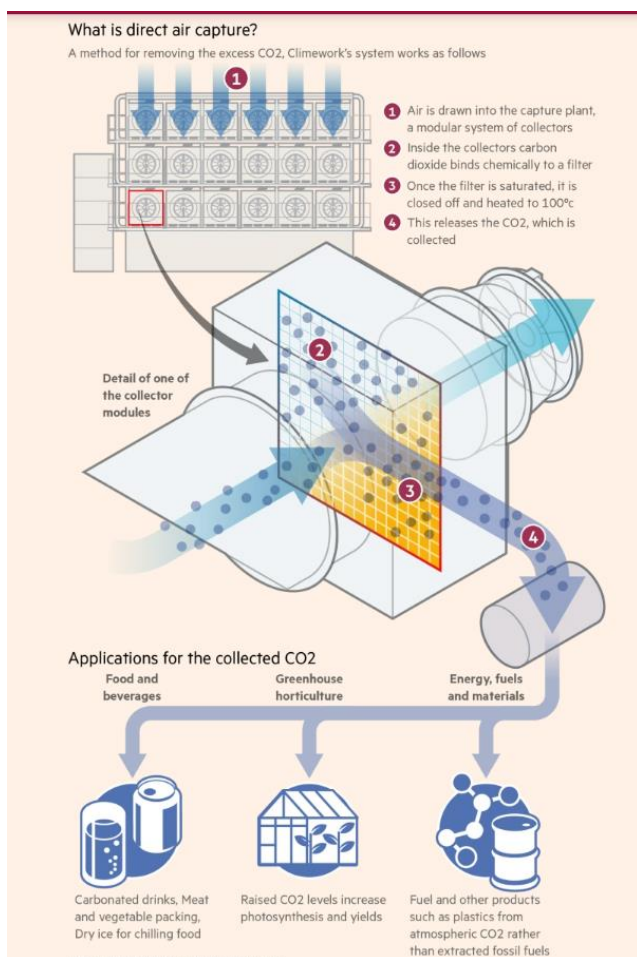 What is direct air capture?
A method for removing the excess CO2, Climework's system works as follows
1
1 Air is drawn into the capture plant,
a modular system of collectors
2 Inside the collectors carbon
dioxide binds chemically to a filter
3 Once the filter is saturated, it is
closed off and heated to 100ºc
4 This releases the CO2, which is
collected
2
Detail of one of
the collector
modules
3
4
Applications for the collected CO2
Food and
beverages
Greenhouse
horticulture
Energy, fuels
and materials
Carbonated drinks, Meat
and vegetable packing,
Dry ice for chilling food
Raised CO2 levels increase
photosynthesis and yields
Fuel and other products
such as plastics from
atmospheric CO2 rather
than extracted fossil fuels